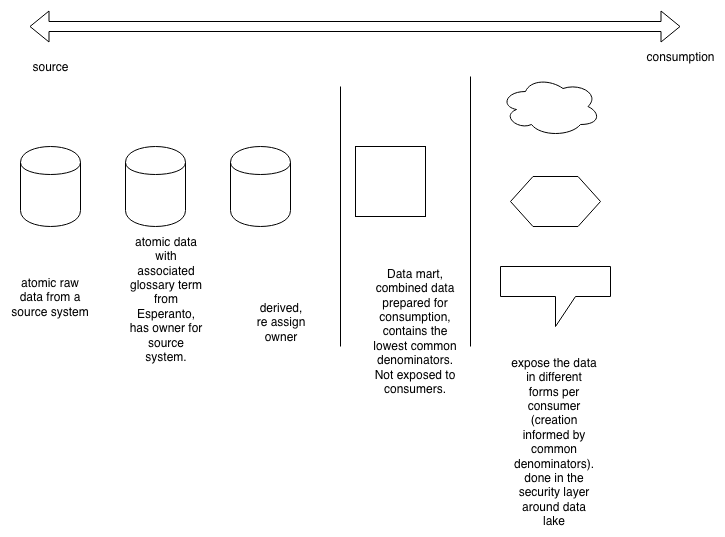 source
consumption
atomic raw
data from a
source system
atomic data
with
associated
glossary term
from
Esperanto,
has owner for
source
system.
derived,
re assign
owner
Data mart,
combined data
prepared for
consumption,
contains the
lowest common
denominators.
Not exposed to
consumers.
expose the data
in different
forms per
consumer
(creation
informed by
common
denominators).
done in the
security layer
around data
lake